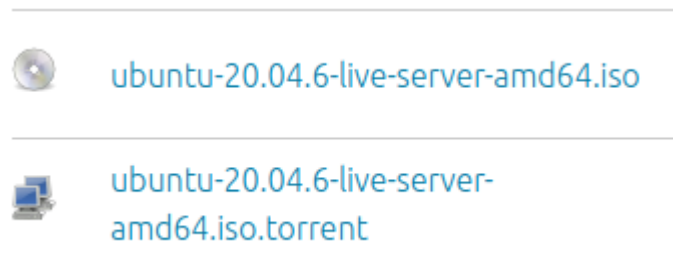 ubuntu-20.04.6-live-server-amd64.iso
ubuntu-20.04.6-live-server-
amd64.iso.torrent